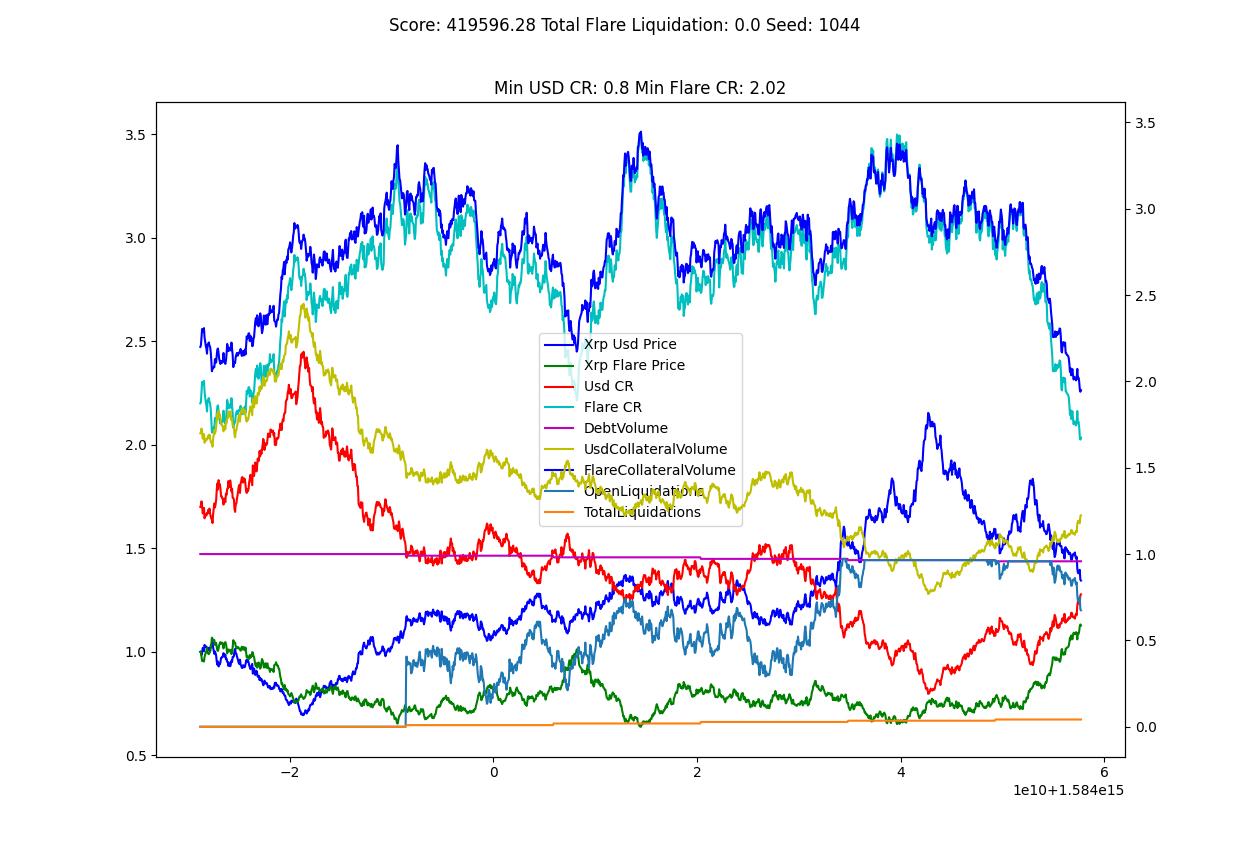 Score: 419596.28 Total Flare Liquidation: 0.0 Seed: 1044
Min USD CR: 0.8 Min Flare CR: 2.02
3.5
3.0
2.5
2.0
1.5
1.0
0.5
3.5
3.0
2.5
2.0
1.5
1.0
0.5
0.0
Xrp Usd Price
Xrp Flare Price
Usd CR
Flare CR
DebtVolume
UsdCollateralVolume
FlareCollateralVolume
OpenLiquidations
TotalLiquidations
−2 0 2 4 6
1e10+1.584e15